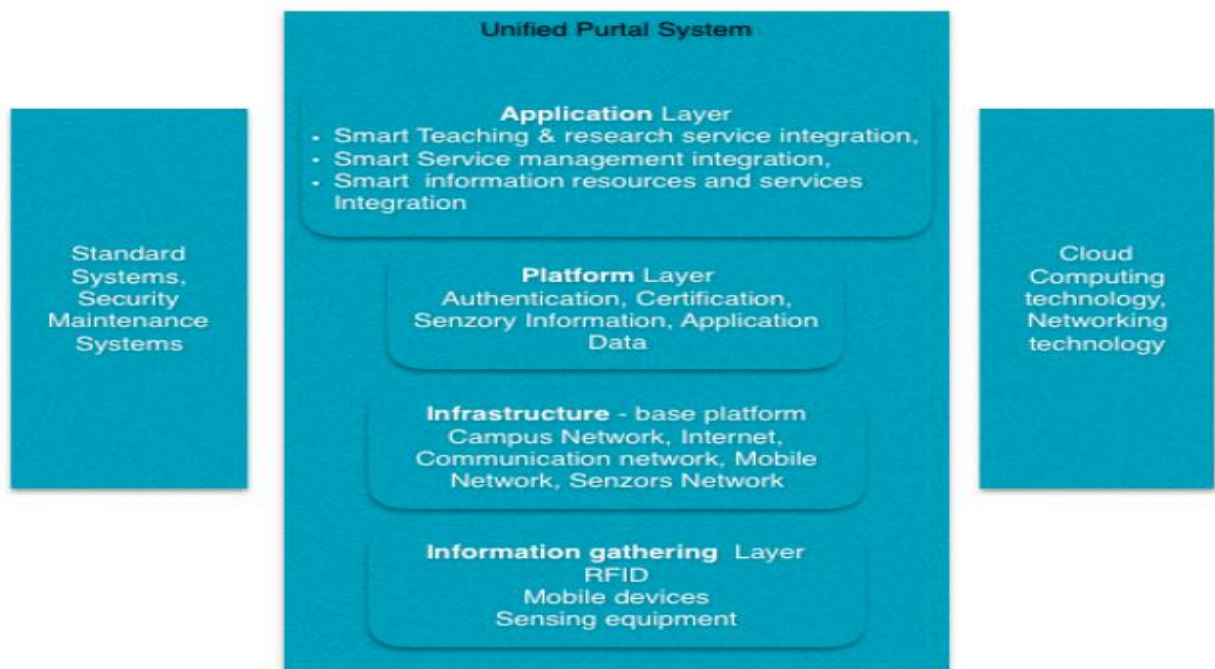 Unified Purtal System
Application Layer
• Smart Teaching & research service integration,
• Smart Service management integration,
• Smart information resources and services
Integration
Platform Layer
Authentication, Certification,
Senzory Information, Application
Data
Infrastructure - base platform
Campus Network, Internet,
Communication network, Mobile
Network, Senzors Network
Information gathering Layer
RFID
Mobile devices
Sensing equipment
Standard
Systems,
Security
Maintenance
Systems
Cloud
Computing
technology,
Networking
technology